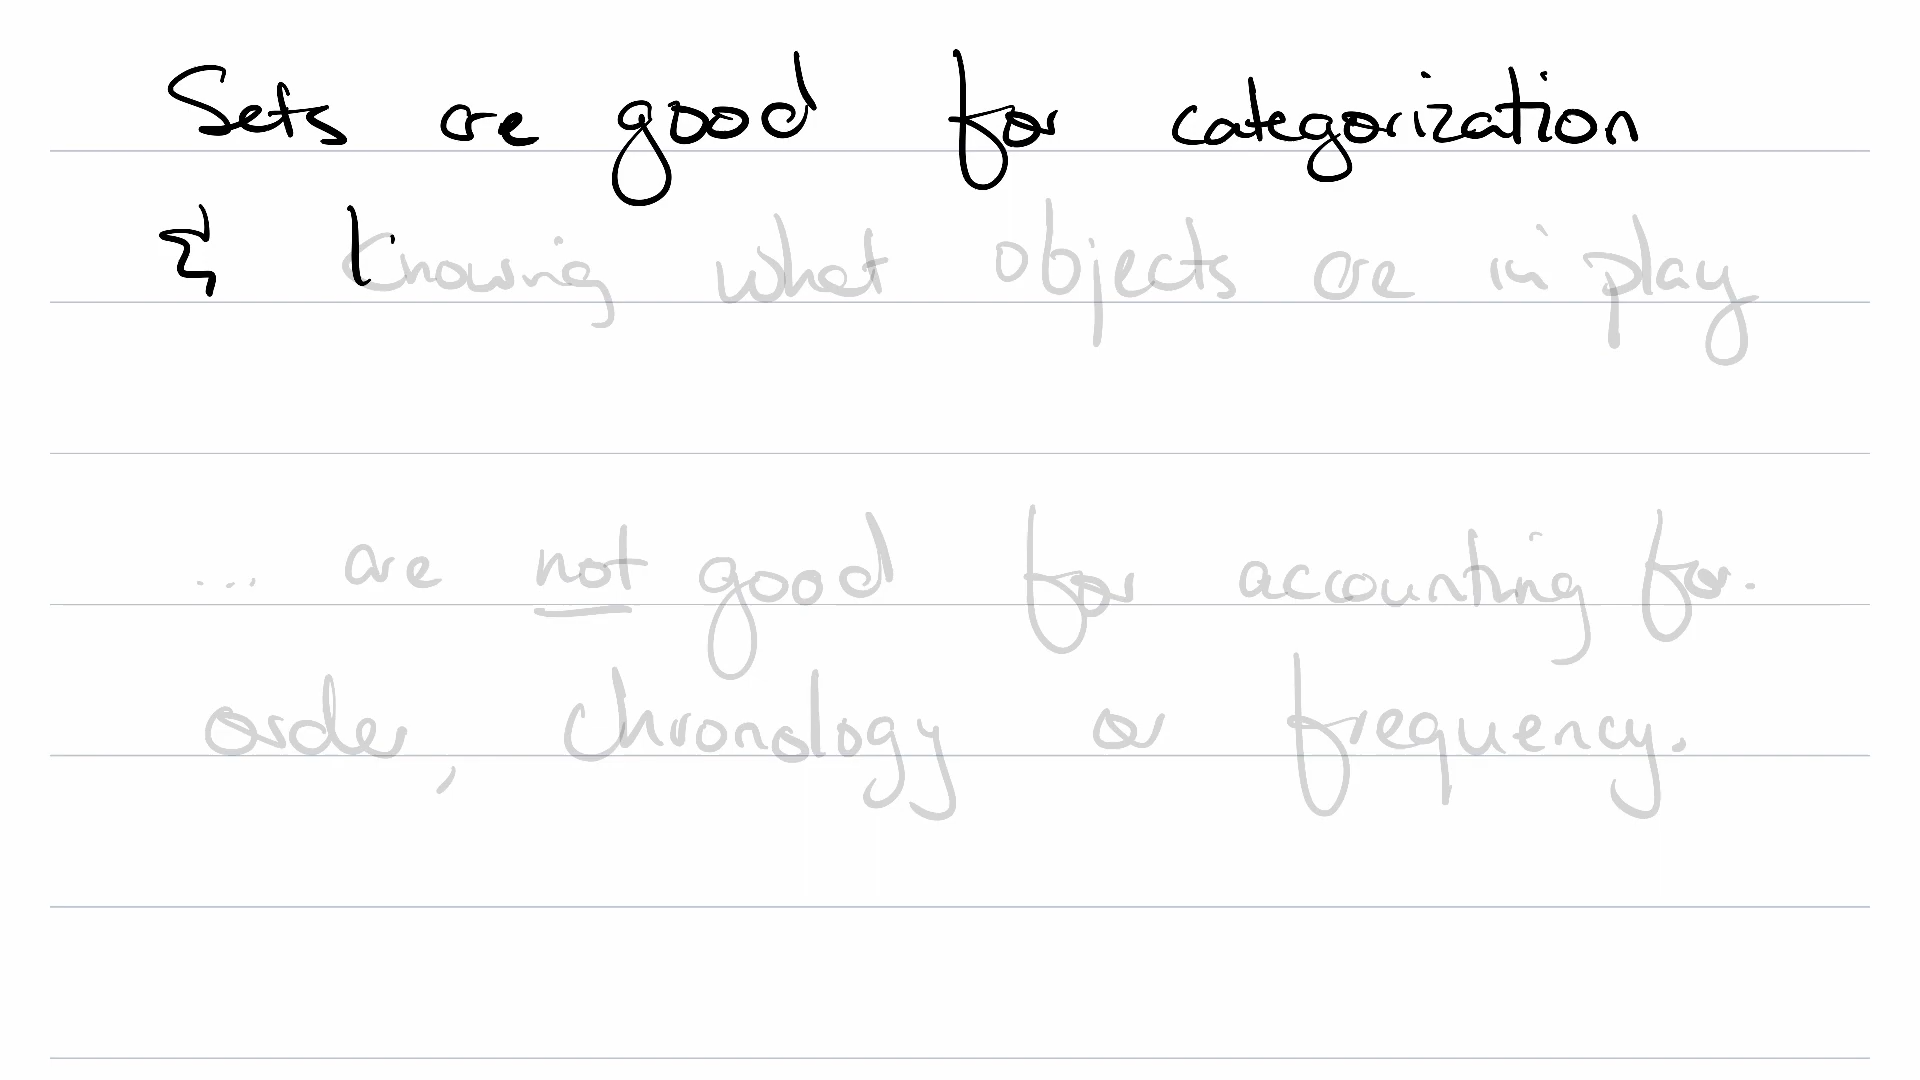 Sets are good for categorization
& knowing what objects are in play
... are not good for accounting for.
order, chronology or frequency.